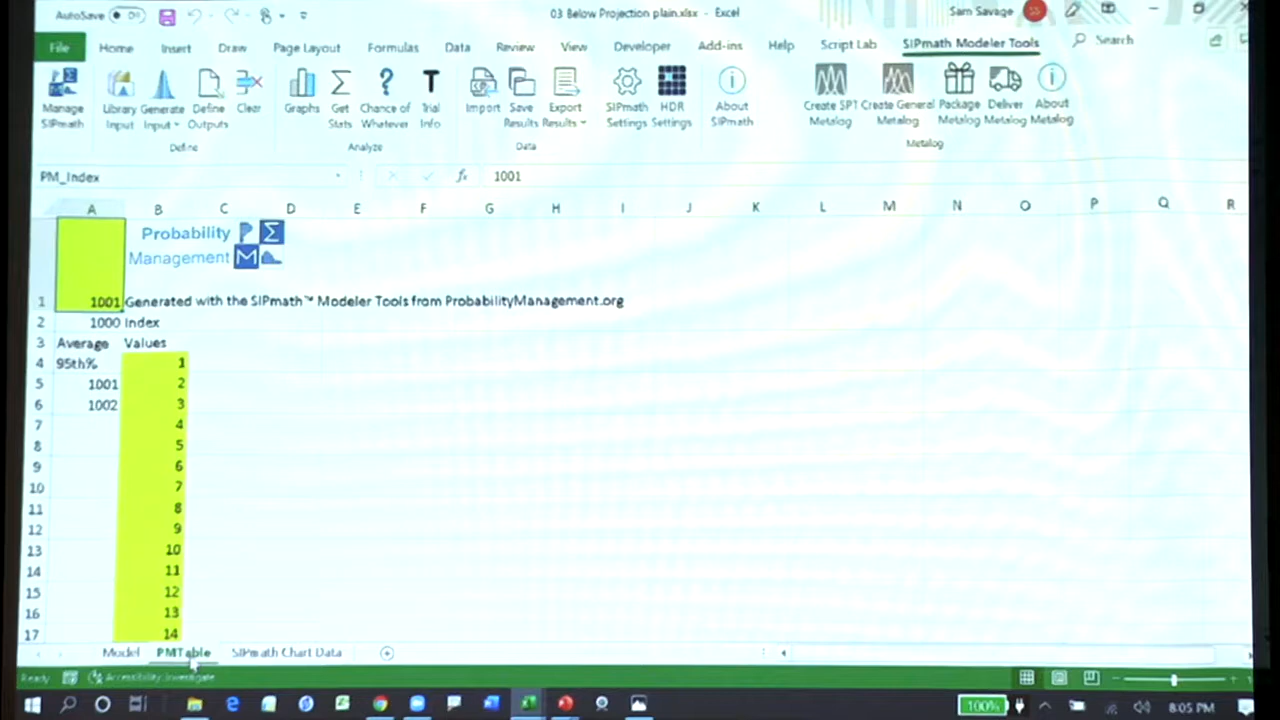 AutoSave Off 03 Below Projection plain.xlsx - Excel Sam Savage SS
File Home Insert Draw Page Layout Formulas Data Review View Developer Add-ins Help Script Lab SIPmath Modeler Tools Search
Manage SIPmath Library Input Generate Input Define Outputs Clear Graphs Get Stats Chance of Whatever Trial Info Import Save Results Export Results SIPmath Settings HDR Settings About SIPmath Create SPT Metalog Create General Metalog Package Metalog Deliver Metalog About Metalog
Define Analyze Data Metalog
PM_Index fx 1001
A B C D E F G H I J K L M N O P Q R
Probability P Σ
Management M
1 1001 Generated with the SIPmath™ Modeler Tools from ProbabilityManagement.org
2 1000 Index
3 Average Values
4 95th% 1
5 1001 2
6 1002 3
7 4
8 5
9 6
10 7
11 8
12 9
13 10
14 11
15 12
16 13
17 14
Model PMTable SIPmath Chart Data
Ready Accessibility: Investigate
100% 8:05 PM